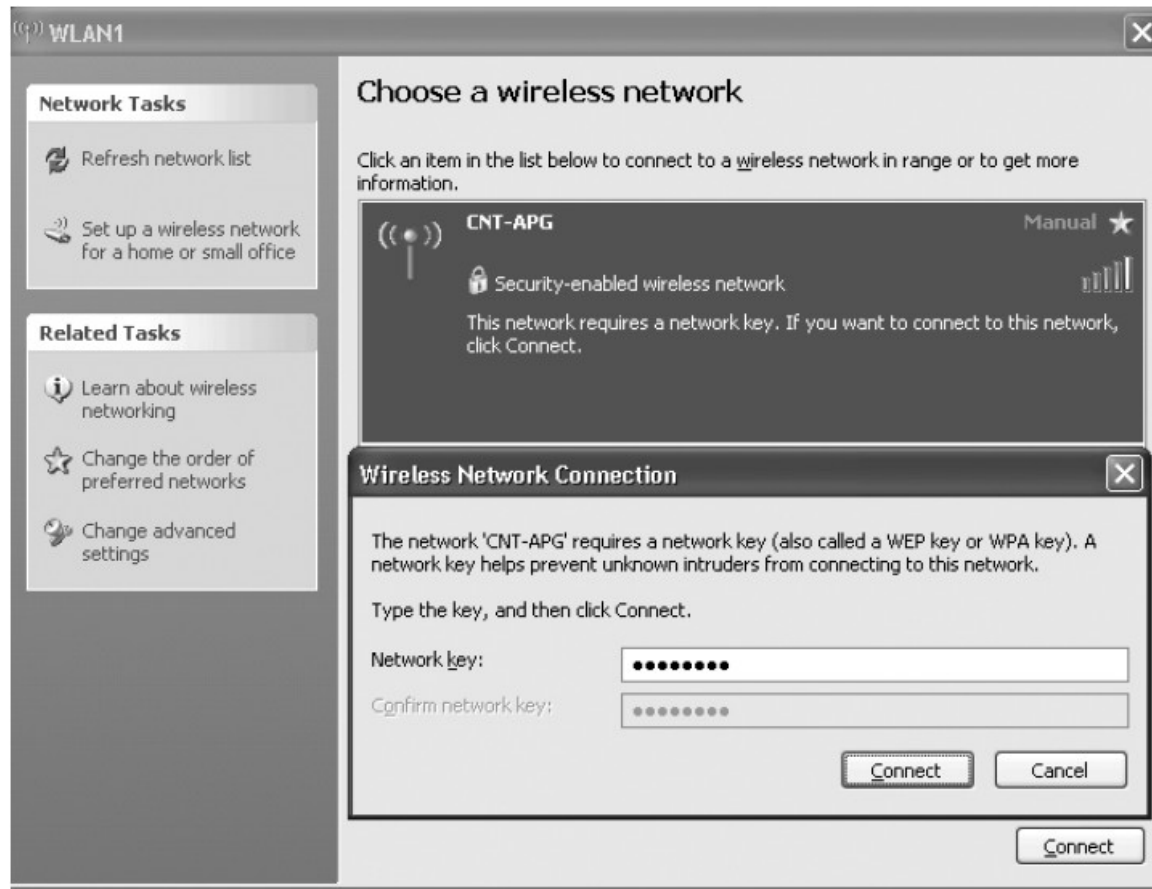 WLAN1
Network Tasks
Refresh network list
Set up a wireless network
for a home or small office
Related Tasks
Learn about wireless
networking
Change the order of
preferred networks
Change advanced
settings
Choose a wireless network
Click an item in the list below to connect to a wireless network in range or to get more
information.
CNT-APG
Manual
Security-enabled wireless network
This network requires a network key. If you want to connect to this network,
click Connect.
Wireless Network Connection
The network 'CNT-APG' requires a network key (also called a WEP key or WPA key). A
network key helps prevent unknown intruders from connecting to this network.
Type the key, and then click Connect.
Network key:
••••••••
Confirm network key:
••••••••
Connect
Cancel
Connect